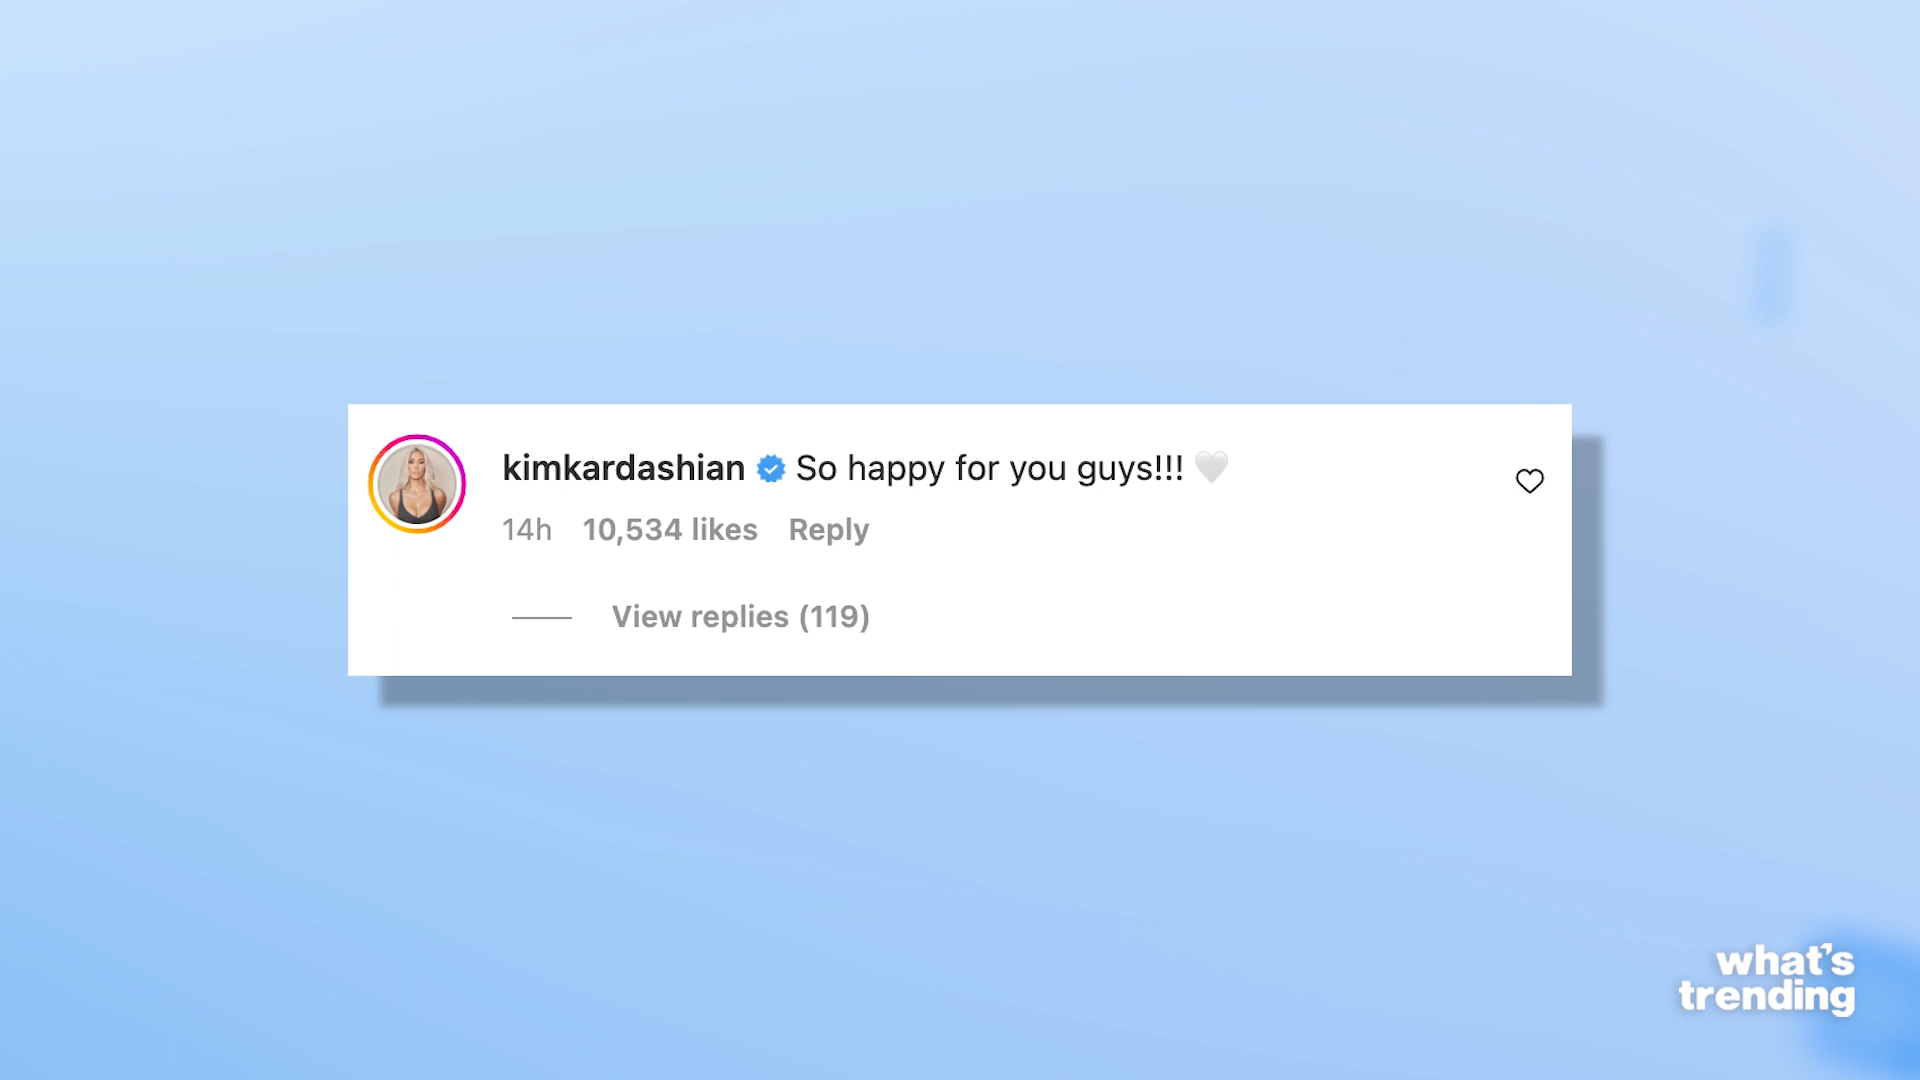 kimkardashian So happy for you guys!!! 🤍
14h 10,534 likes Reply
View replies (119)
what's
trending